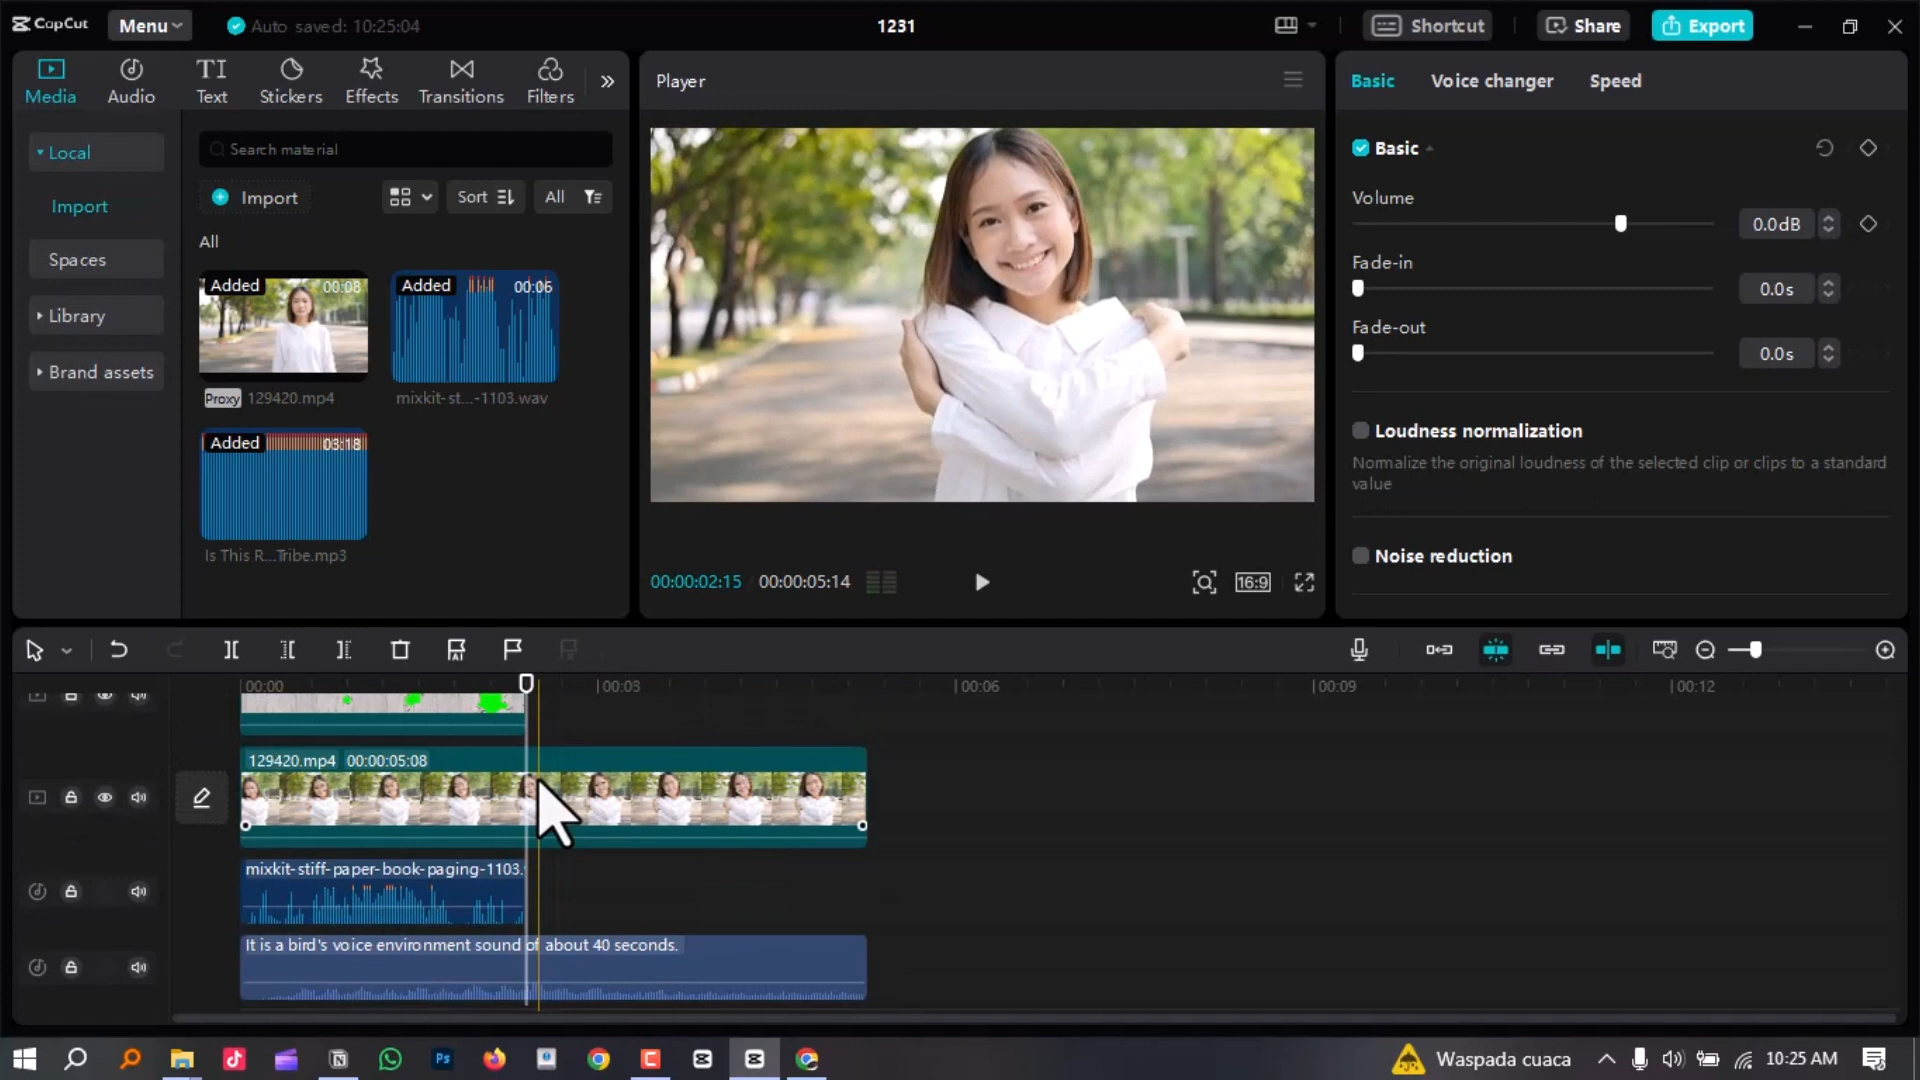 CapCut
Menu
Auto saved: 10:25:04
1231
Shortcut
Share
Export
Media
Audio
TI
Text
Stickers
Effects
Transitions
Filters
Player
Basic
Voice changer
Speed
Local
Import
Spaces
Library
Brand assets
Search material
Import
Sort
All
All
Added
00:08
Proxy 129420.mp4
Added
00:06
mixkit-st...-1103.wav
Added
03:18
Is This R...Tribe.mp3
00:00:02:15
00:00:05:14
16:9
Basic
Volume
0.0dB
Fade-in
0.0s
Fade-out
0.0s
Loudness normalization
Normalize the original loudness of the selected clip or clips to a standard
value
Noise reduction
AI
00:00
00:03
00:06
00:09
00:12
129420.mp4 00:00:05:08
mixkit-stiff-paper-book-paging-1103.
It is a bird's voice environment sound of about 40 seconds.
Ps
Waspada cuaca
10:25 AM